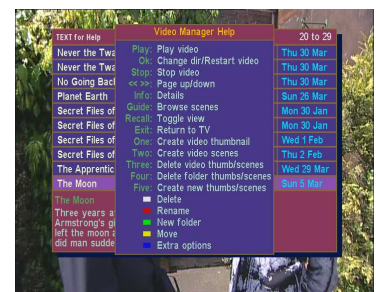 Video Manager Help
TEXT for Help
20 to 29
Never the Twa
Play: Play video
Thu 30 Mar
Never the Twa
Ok: Change dir/Restart video
Thu 30 Mar
Stop: Stop video
No Going Back
<< >>: Page up/down
Thu 30 Mar
Planet Earth
Info: Details
Sun 26 Mar
Secret Files of
Guide: Browse scenes
Mon 30 Jan
Recall: Toggle view
Secret Files of
Exit: Return to TV
Mon 30 Jan
Secret Files of
One: Create video thumbnail
Wed 1 Feb
Secret Files of
Two: Create video scenes
Thu 2 Feb
Three: Delete video thumb/scenes
The Apprentic
Four: Delete folder thumbs/scenes
Wed 29 Mar
The Moon
Five: Create new thumbs/scenes
Sun 5 Mar
Delete
The Moon
Rename
Three years a
New folder
Armstrong's gi
left the moon a
Move
did man sudde
Extra options